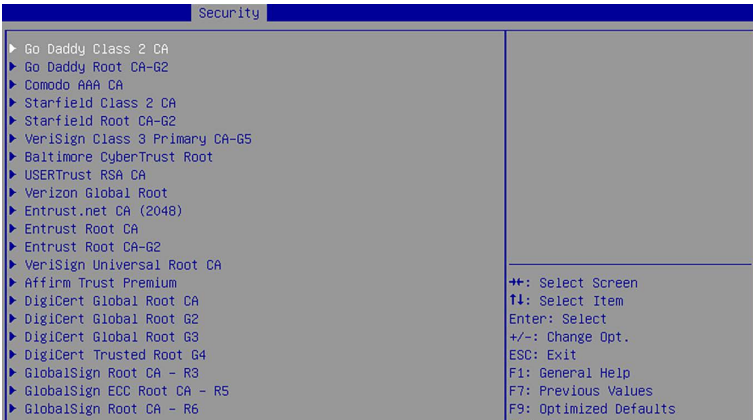 Security
Go Daddy Class 2 CA
Go Daddy Root CA-G2
Comodo AAA CA
Starfield Class 2 CA
Starfield Root CA-G2
VeriSign Class 3 Primary CA-G5
Baltimore CyberTrust Root
USERTrust RSA CA
Verizon Global Root
Entrust.net CA (2048)
Entrust Root CA
Entrust Root CA-G2
VeriSign Universal Root CA
Affirm Trust Premium
DigiCert Global Root CA
DigiCert Global Root G2
DigiCert Global Root G3
DigiCert Trusted Root G4
GlobalSign Root CA - R3
GlobalSign ECC Root CA - R5
GlobalSign Root CA - R6
→←: Select Screen
↑↓: Select Item
Enter: Select
+/-: Change Opt.
ESC: Exit
F1: General Help
F7: Previous Values
F9: Optimized Defaults